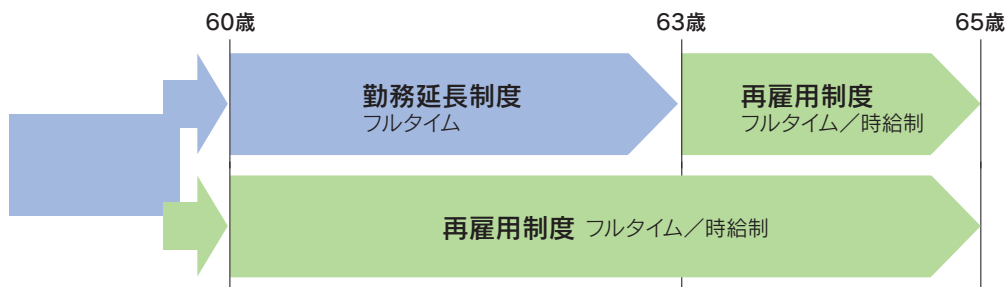 60歳
63歳
65歳
勤務延長制度
フルタイム
再雇用制度
フルタイム／時給制
再雇用制度 フルタイム／時給制